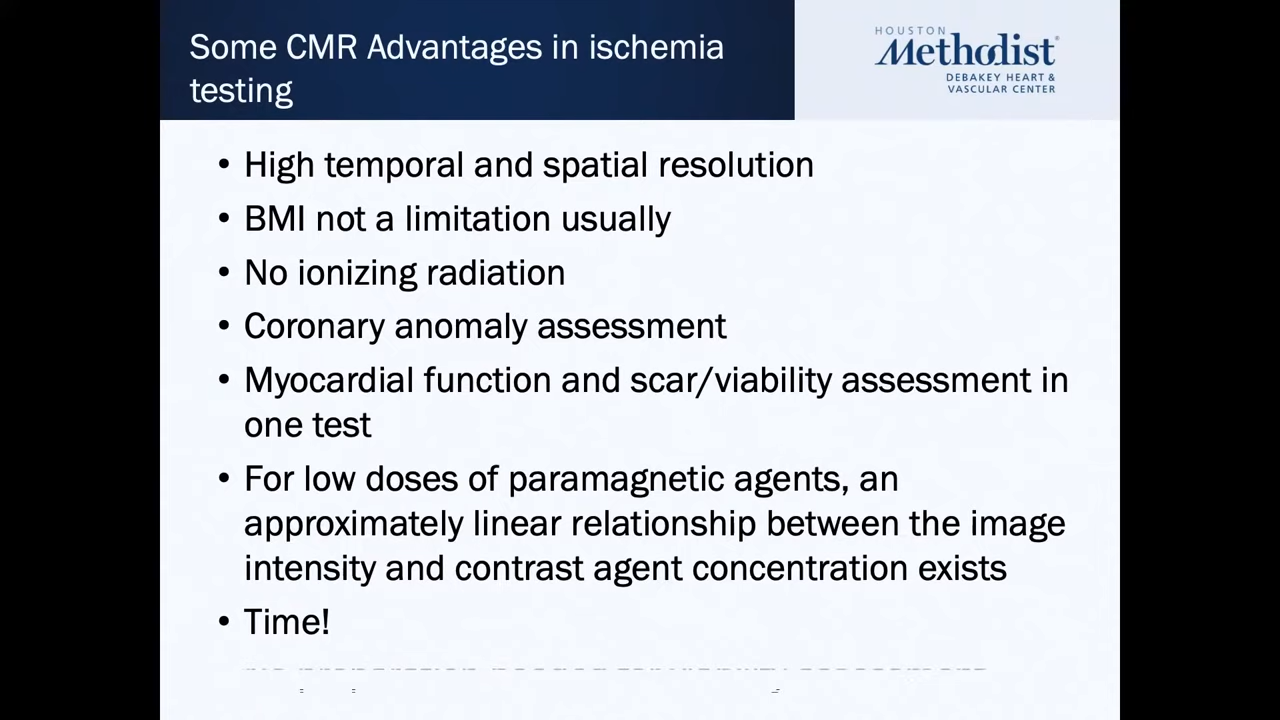 Some CMR Advantages in ischemia
testing
HOUSTON
Methodist®
DEBAKEY HEART &
VASCULAR CENTER
• High temporal and spatial resolution
• BMI not a limitation usually
• No ionizing radiation
• Coronary anomaly assessment
• Myocardial function and scar/viability assessment in
one test
• For low doses of paramagnetic agents, an
approximately linear relationship between the image
intensity and contrast agent concentration exists
• Time!